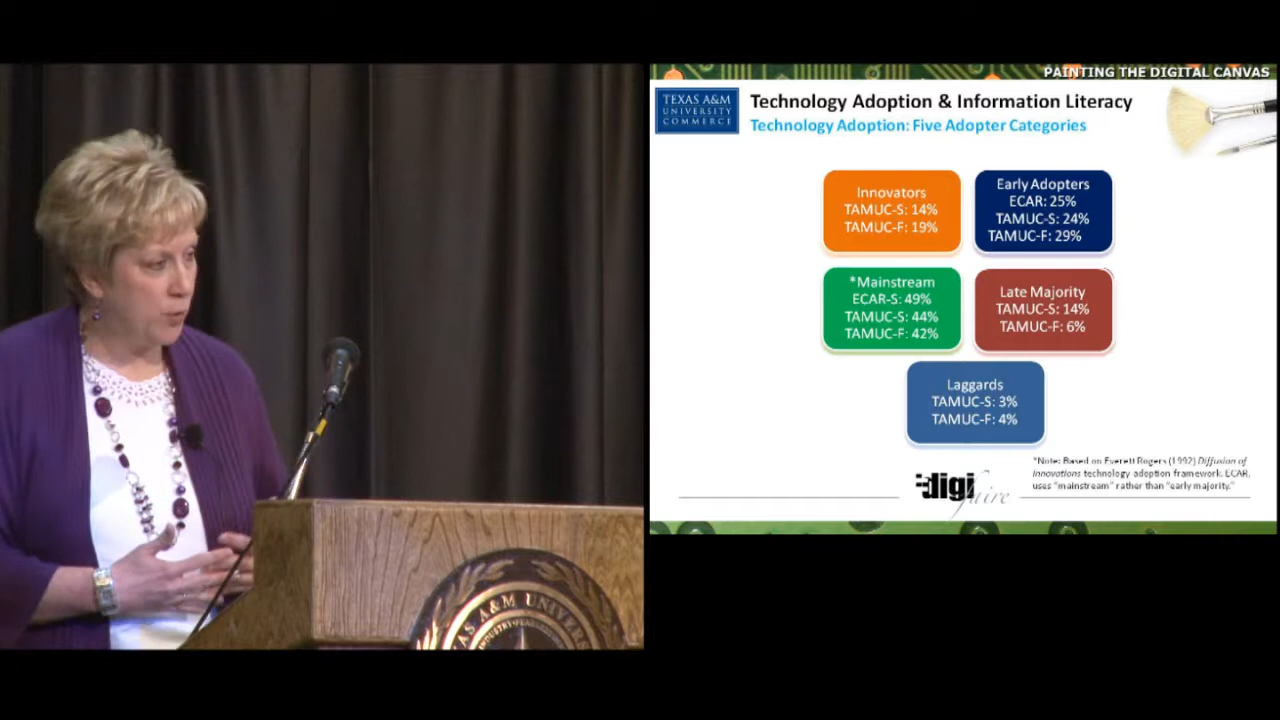 PAINTING THE DIGITAL CANVAS
TEXAS A&M
UNIVERSITY
COMMERCE
Technology Adoption & Information Literacy
Technology Adoption: Five Adopter Categories
Innovators
TAMUC-S: 14%
TAMUC-F: 19%
Early Adopters
ECAR: 25%
TAMUC-S: 24%
TAMUC-F: 29%
*Mainstream
ECAR-S: 49%
TAMUC-S: 44%
TAMUC-F: 42%
Late Majority
TAMUC-S: 14%
TAMUC-F: 6%
Laggards
TAMUC-S: 3%
TAMUC-F: 4%
*Note: Based on Everett Rogers (1992) Diffusion of
Innovations technology adoption framework. ECAR
uses "mainstream" rather than "early majority."
digi
faire
AS A&M UNIVERS